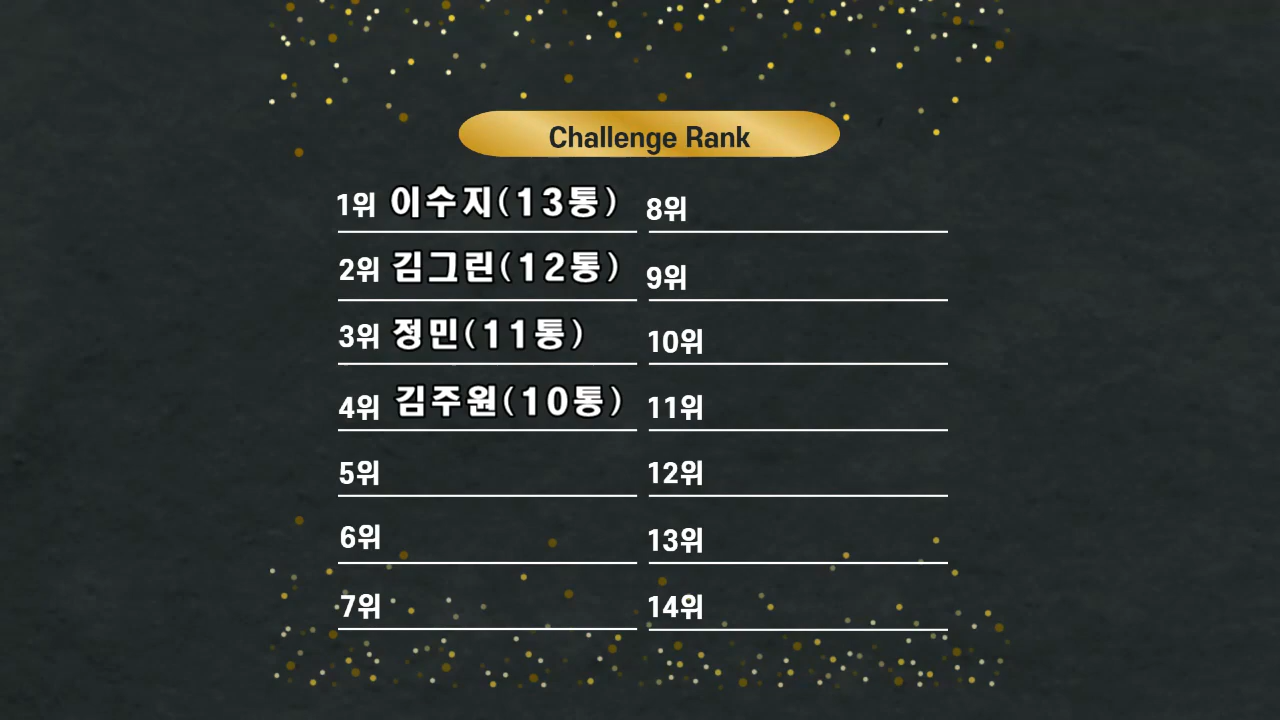 Challenge Rank
1위 이수지(13통)
2위 김그린(12통)
3위 정민(11통)
4위 김주원(10통)
5위
6위
7위
8위
9위
10위
11위
12위
13위
14위